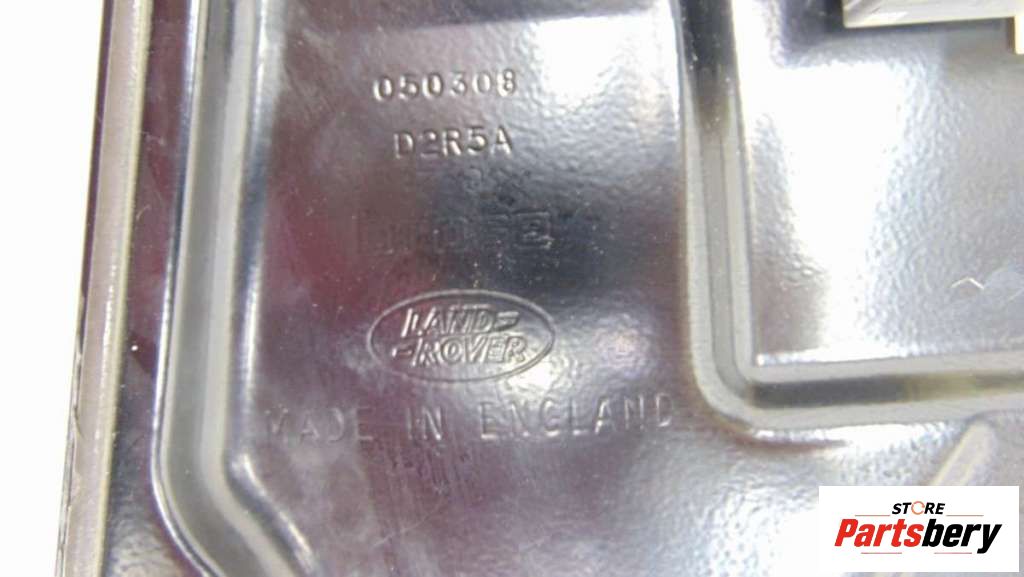 050308
D2R5A
LAND-
-ROVER
MADE IN ENGLAND
STORE
Partsbery